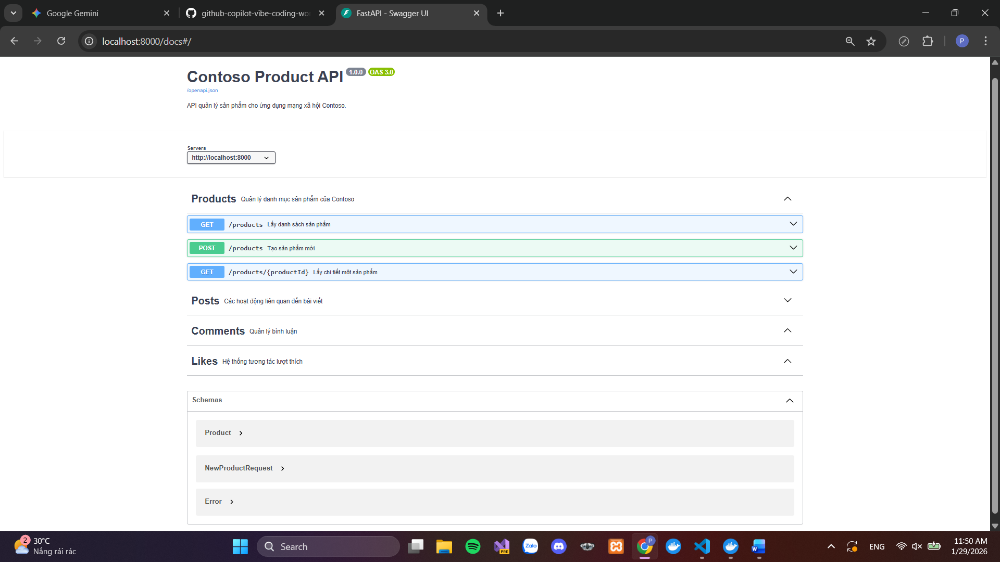 Google Gemini
github-copilot-vibe-coding-wor
FastAPI - Swagger UI
localhost:8000/docs#/
P
Contoso Product API 1.0.0 OAS 3.0
/openapi.json
API quản lý sản phẩm cho ứng dụng mạng xã hội Contoso.
Servers
http://localhost:8000
Products Quản lý danh mục sản phẩm của Contoso
GET /products Lấy danh sách sản phẩm
POST /products Tạo sản phẩm mới
GET /products/{productId} Lấy chi tiết một sản phẩm
Posts Các hoạt động liên quan đến bài viết
Comments Quản lý bình luận
Likes Hệ thống tương tác lượt thích
Schemas
Product
NewProductRequest
Error
2
30°C
Nắng rải rác
Search
PRE
Zalo
P
W
ENG
11:50 AM
1/29/2026